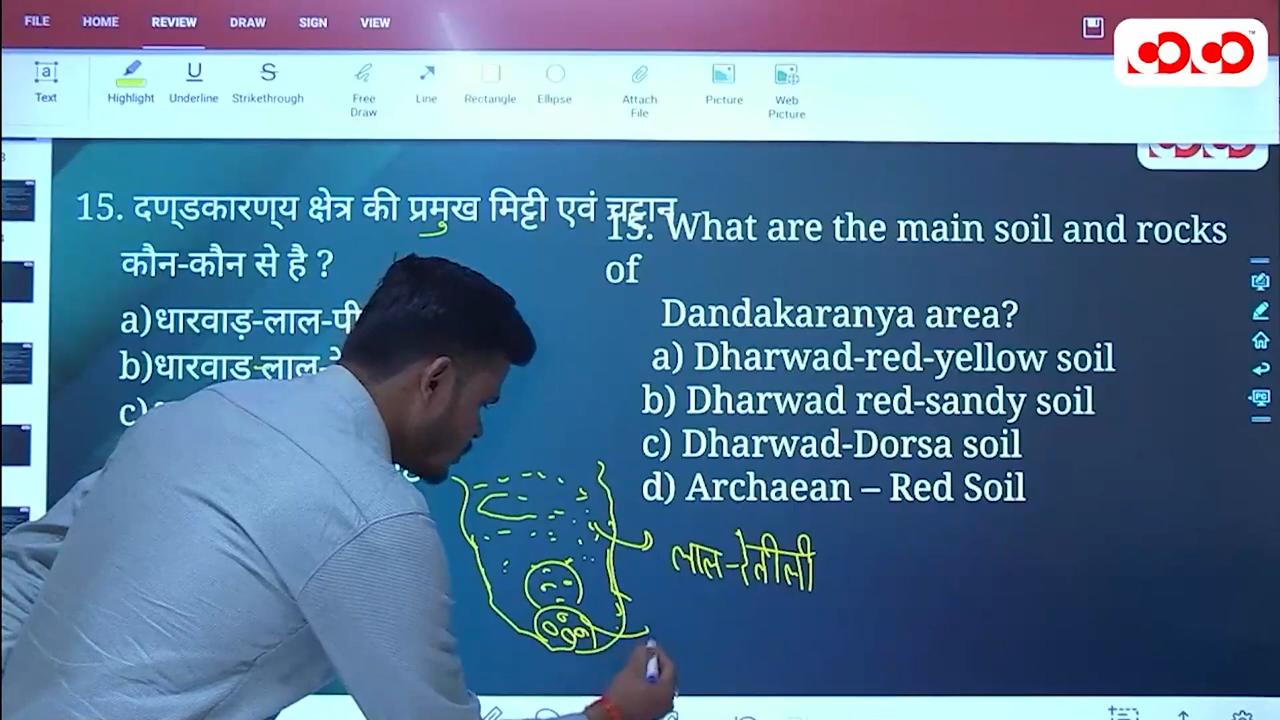 FILE HOME REVIEW DRAW SIGN VIEW
Text Highlight Underline Strikethrough Free Draw Line Rectangle Ellipse Attach File Picture Web Picture
15. दण्डकारण्य क्षेत्र की प्रमुख मिट्टी एवं चट्टान
कौन-कौन से है ?
a)धारवाड़-लाल-पी
b)धारवाड़-लाल-
c)
15. What are the main soil and rocks
of
Dandakaranya area?
a) Dharwad-red-yellow soil
b) Dharwad red-sandy soil
c) Dharwad-Dorsa soil
d) Archaean – Red Soil
लाल-रेतीली